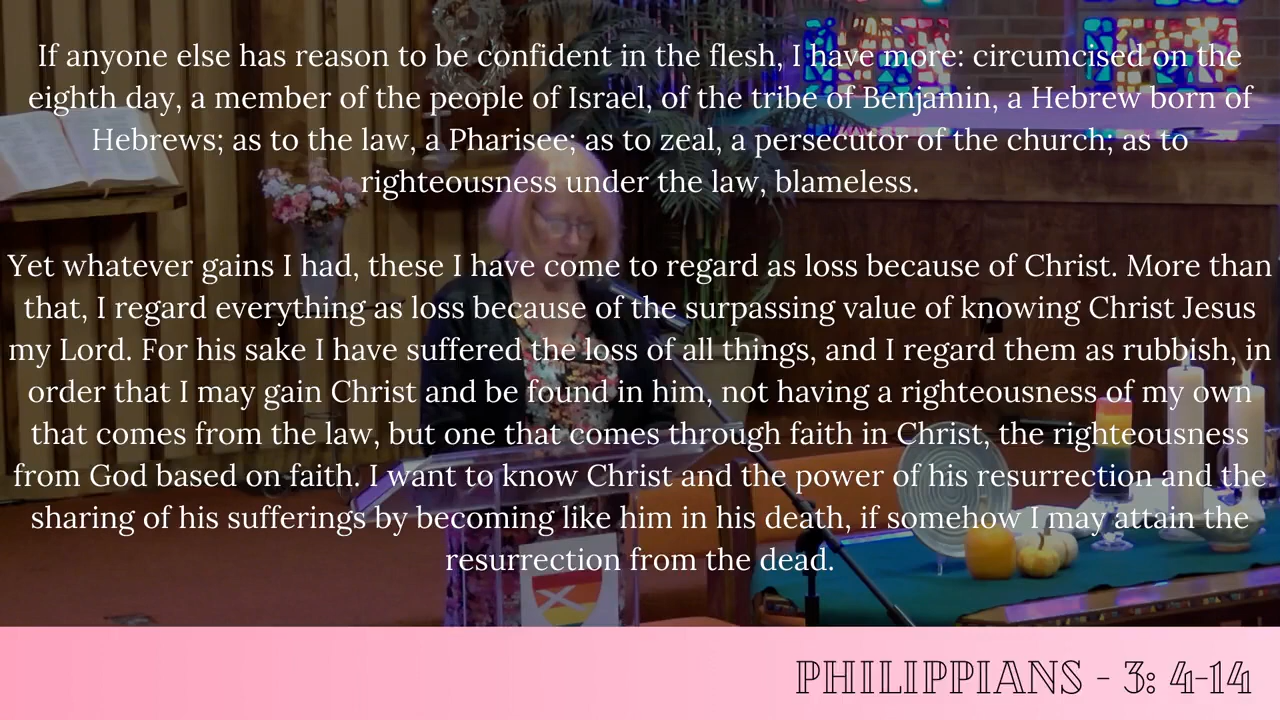 If anyone else has reason to be confident in the flesh, I have more: circumcised on the
eighth day, a member of the people of Israel, of the tribe of Benjamin, a Hebrew born of
Hebrews; as to the law, a Pharisee; as to zeal, a persecutor of the church; as to
righteousness under the law, blameless.
Yet whatever gains I had, these I have come to regard as loss because of Christ. More than
that, I regard everything as loss because of the surpassing value of knowing Christ Jesus
my Lord. For his sake I have suffered the loss of all things, and I regard them as rubbish, in
order that I may gain Christ and be found in him, not having a righteousness of my own
that comes from the law, but one that comes through faith in Christ, the righteousness
from God based on faith. I want to know Christ and the power of his resurrection and the
sharing of his sufferings by becoming like him in his death, if somehow I may attain the
resurrection from the dead.
PHILIPPIANS - 3: 4-14